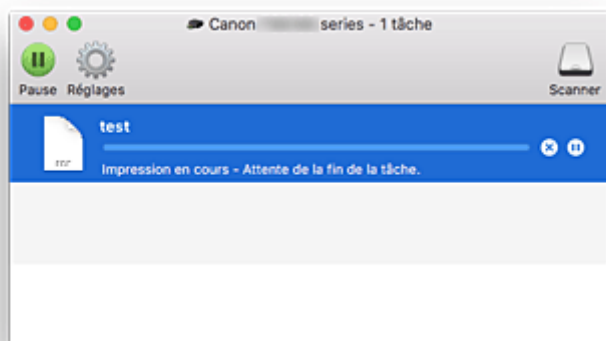 Canon series - 1 tâche
Pause Réglages Scanner
test
Impression en cours - Attente de la fin de la tâche.